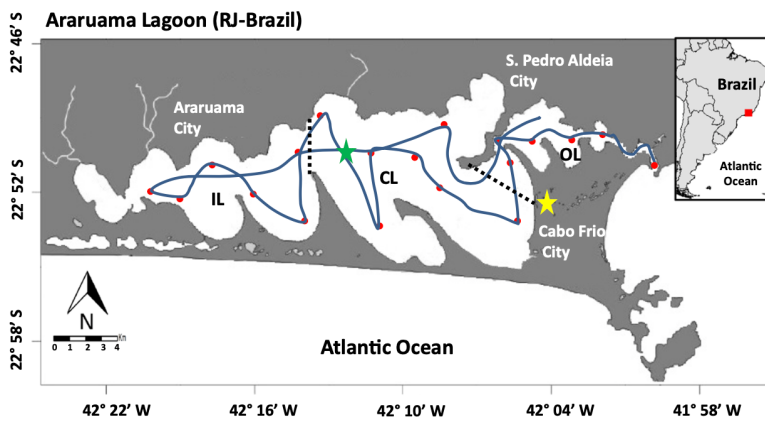 Araruama Lagoon (RJ-Brazil)
22° 46' S
22° 52' S
22° 58' S
S. Pedro Aldeia
City
Araruama
City
IL
CL
OL
Cabo Frio
City
Brazil
Atlantic
Ocean
N
0 1 2 3 4 Km
Atlantic Ocean
42° 22' W
42° 16' W
42° 10' W
42° 04' W
41° 58' W